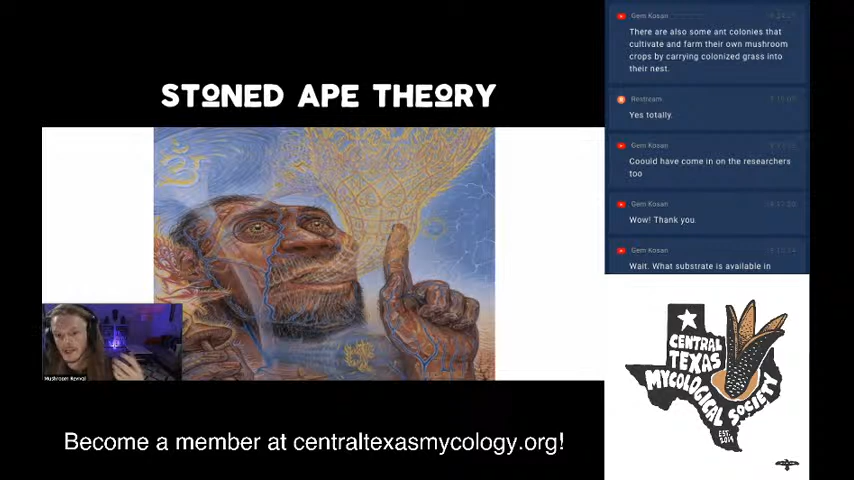 STONED APE THEORY
Mushroom Revival
Become a member at centraltexasmycology.org!
Gem Kosan
There are also some ant colonies that
cultivate and farm their own mushroom
crops by carrying colonized grass into
their nest.
Restream
Yes totally.
Gem Kosan
Coould have come in on the researchers
too
Gem Kosan
Wow! Thank you.
Gem Kosan
Wait. What substrate is available in
CENTRAL
TEXAS
MYCOLOGICAL SOCIETY
EST.
2019